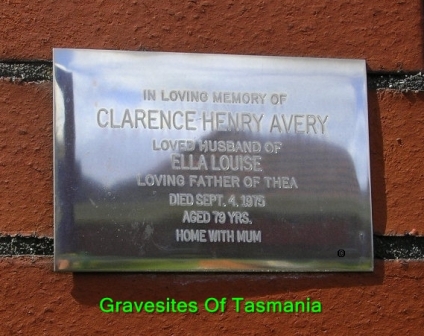 IN LOVING MEMORY OF
CLARENCE HENRY AVERY
LOVED HUSBAND OF
ELLA LOUISE
LOVING FATHER OF THEA
DIED SEPT. 4, 1975
AGED 79 YRS.
HOME WITH MUM
Gravesites Of Tasmania